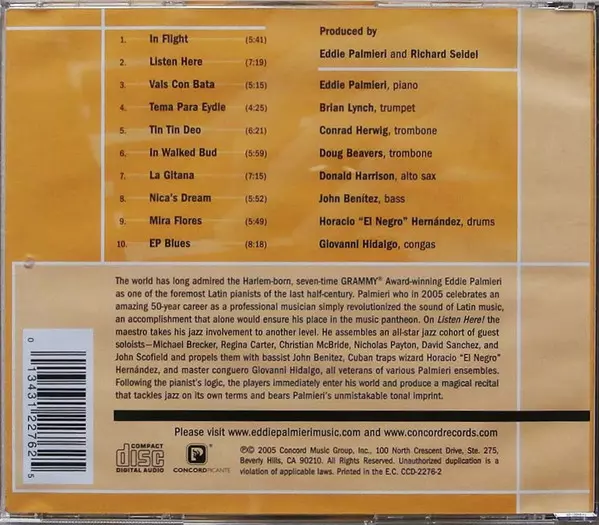 1. In Flight (5:41)
2. Listen Here (7:19)
3. Vals Con Bata (5:15)
4. Tema Para Eydie (4:25)
5. Tin Tin Deo (6:21)
6. In Walked Bud (5:59)
7. La Gitana (7:15)
8. Nica's Dream (5:52)
9. Mira Flores (5:49)
10. EP Blues (8:18)
Produced by
Eddie Palmieri and Richard Seidel
Eddie Palmieri, piano
Brian Lynch, trumpet
Conrad Herwig, trombone
Doug Beavers, trombone
Donald Harrison, alto sax
John Benítez, bass
Horacio "El Negro" Hernández, drums
Giovanni Hidalgo, congas
The world has long admired the Harlem-born, seven-time GRAMMY® Award-winning Eddie Palmieri
as one of the foremost Latin pianists of the last half-century. Palmieri who in 2005 celebrates an
amazing 50-year career as a professional musician simply revolutionized the sound of Latin music,
an accomplishment that alone would ensure his place in the music pantheon. On Listen Here! the
maestro takes his jazz involvement to another level. He assembles an all-star jazz cohort of guest
soloists—Michael Brecker, Regina Carter, Christian McBride, Nicholas Payton, David Sanchez, and
John Scofield and propels them with bassist John Benitez, Cuban traps wizard Horacio "El Negro"
Hernández, and master conguero Giovanni Hidalgo, all veterans of various Palmieri ensembles.
Following the pianist's logic, the players immediately enter his world and produce a magical recital
that tackles jazz on its own terms and bears Palmieri's unmistakable tonal imprint.
Please visit www.eddiepalmierimusic.com and www.concordrecords.com
0 13431 22762 5
COMPACT
disc
DIGITAL AUDIO
CONCORD PICANTE
℗©2005 Concord Music Group, Inc., 100 North Crescent Drive, Ste. 275,
Beverly Hills, CA 90210. All Rights Reserved. Unauthorized duplication is a
violation of applicable laws. Printed in the E.C. CCD-2276-2